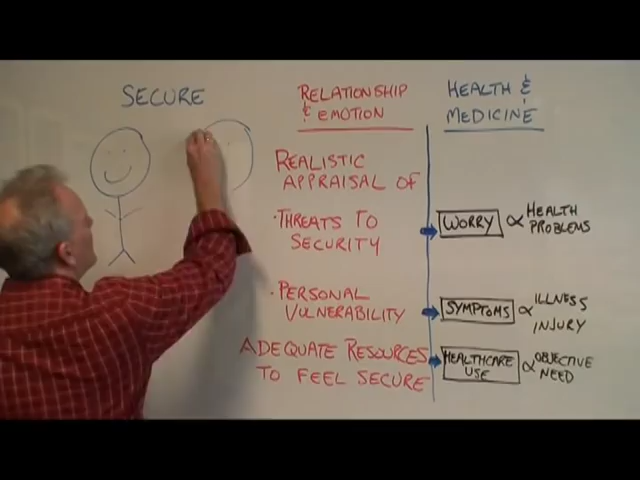 SECURE
RELATIONSHIP
& EMOTION
HEALTH &
MEDICINE
REALISTIC
APPRAISAL OF
· THREATS TO
SECURITY
WORRY ∝ HEALTH
PROBLEMS
· PERSONAL
VULNERABILITY
SYMPTOMS ∝ ILLNESS
INJURY
ADEQUATE RESOURCES
TO FEEL SECURE
HEALTHCARE
USE
∝ OBJECTIVE
NEED